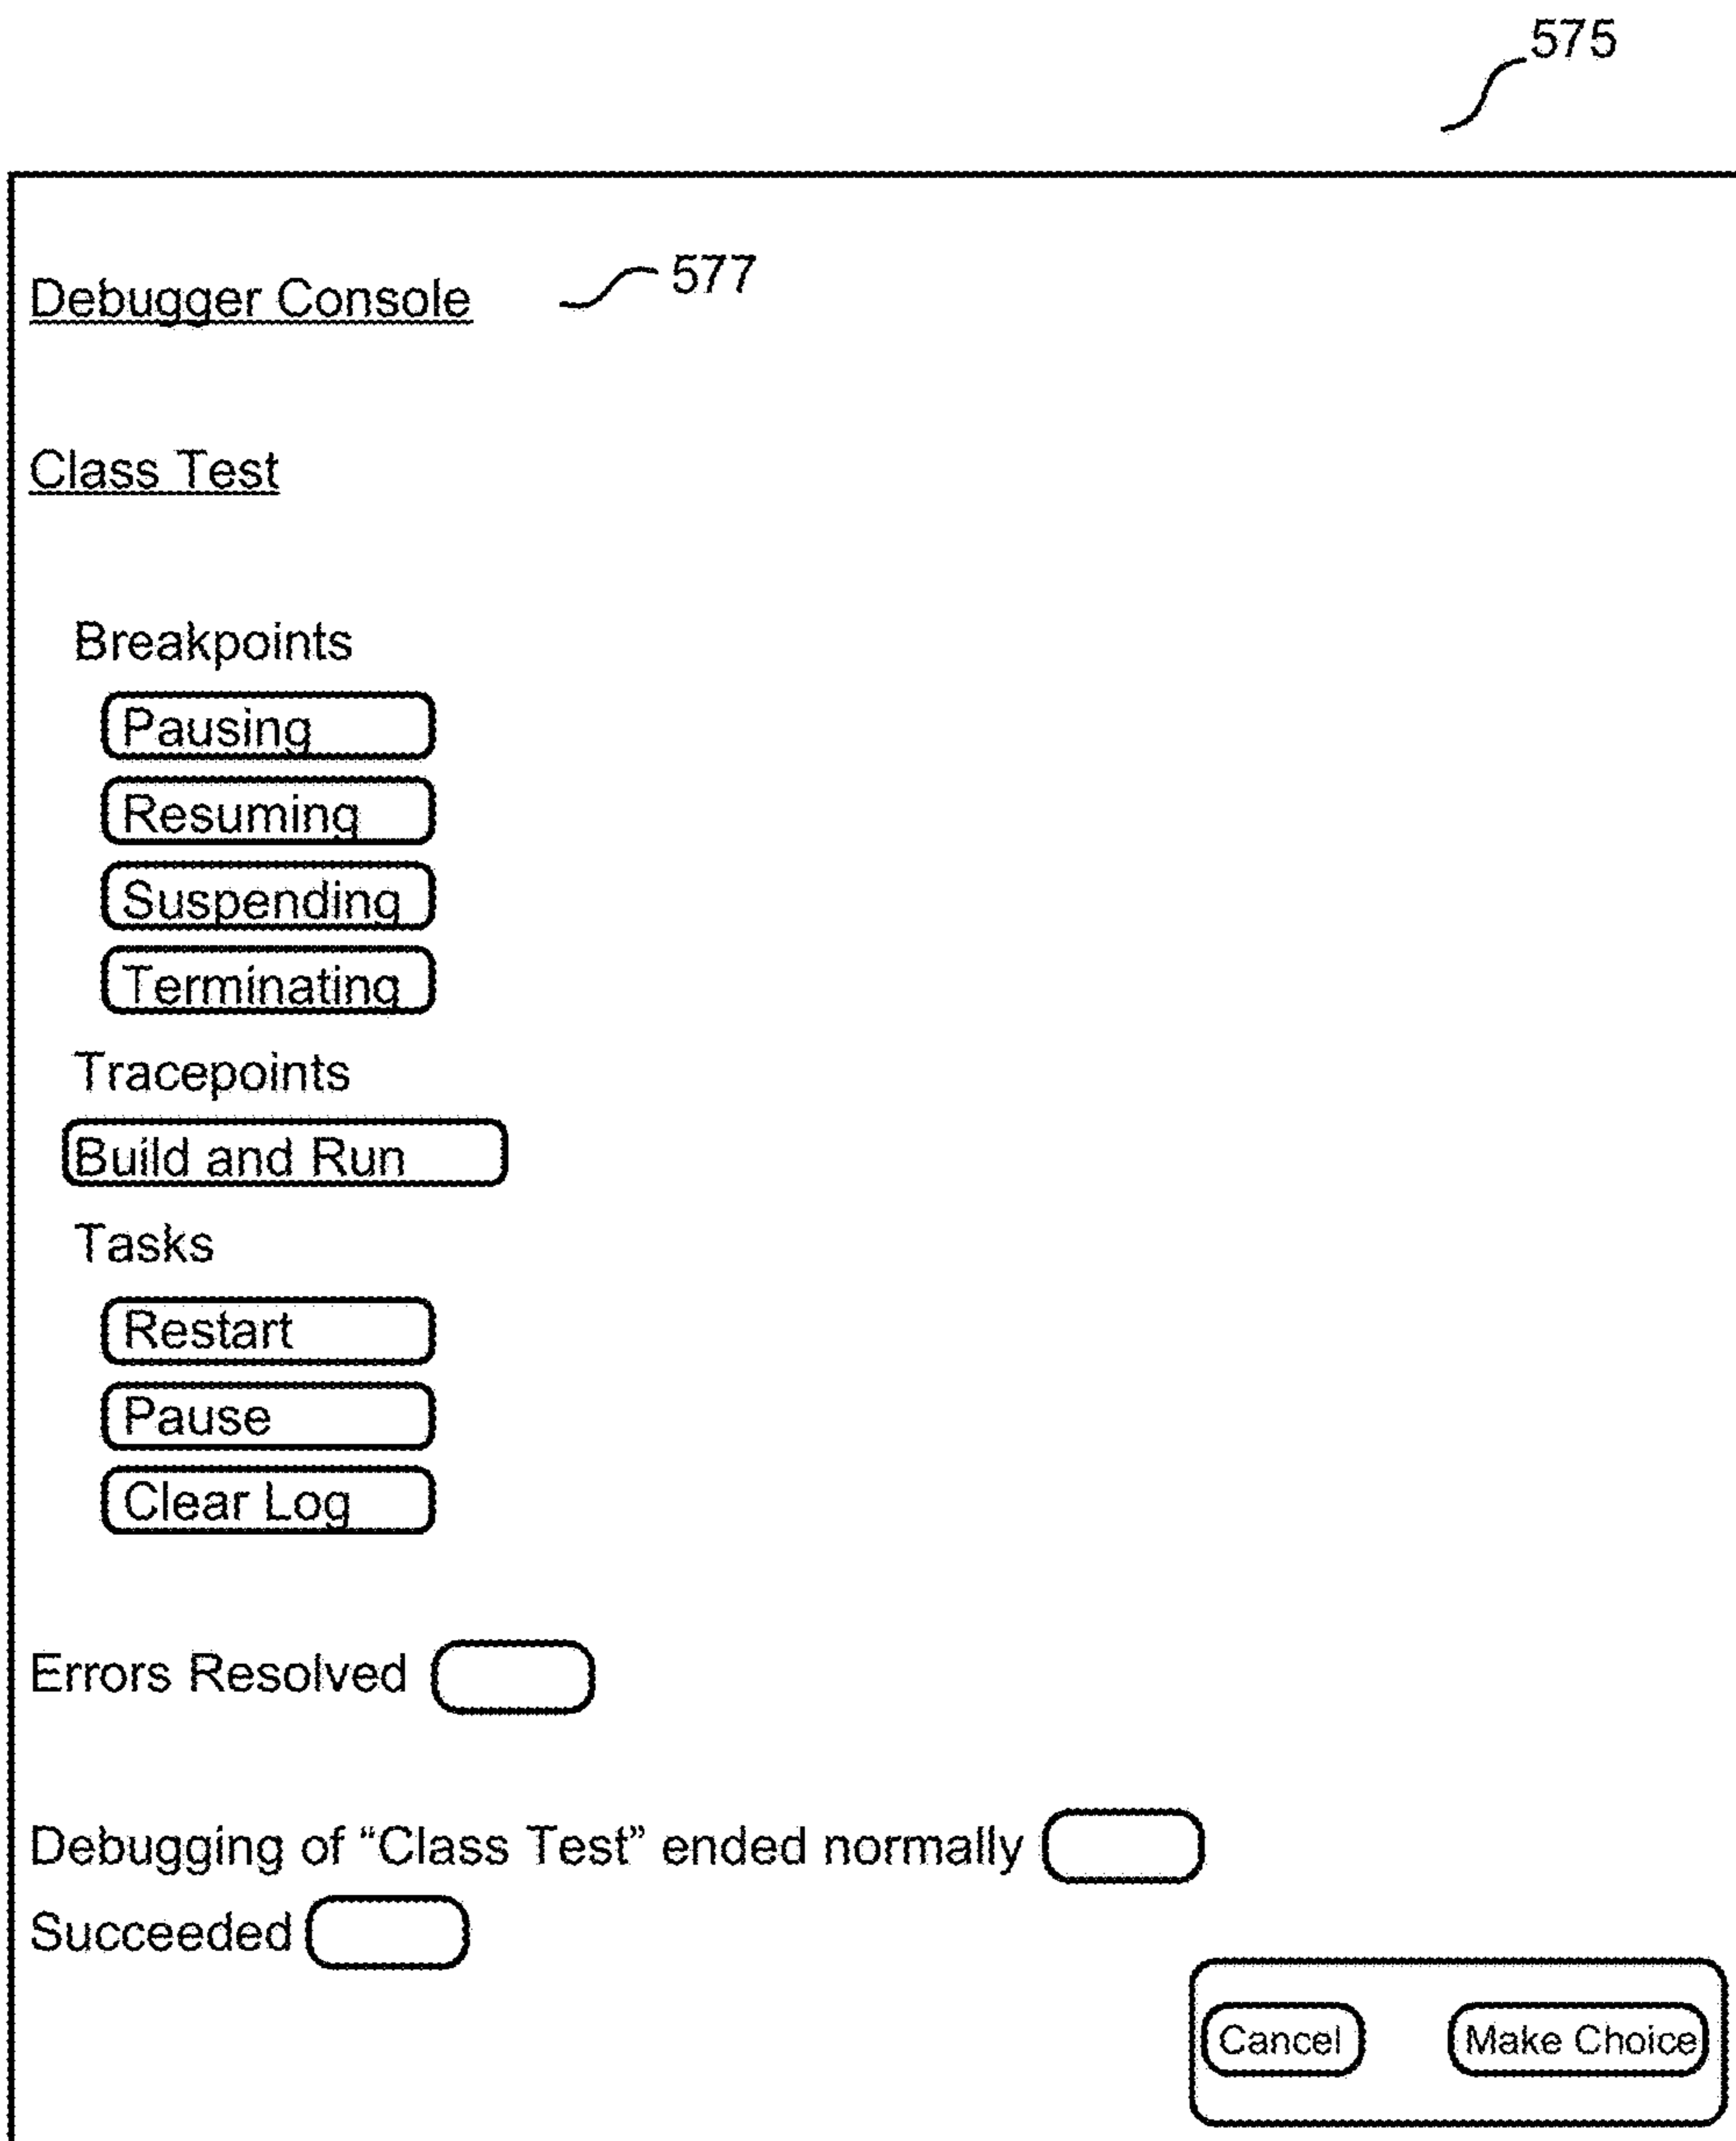 575
Debugger Console
577
Class Test
Breakpoints
Pausing
Resuming
Suspending
Terminating
Tracepoints
Build and Run
Tasks
Restart
Pause
Clear Log
Errors Resolved
Debugging of “Class Test” ended normally
Succeeded
Cancel
Make Choice